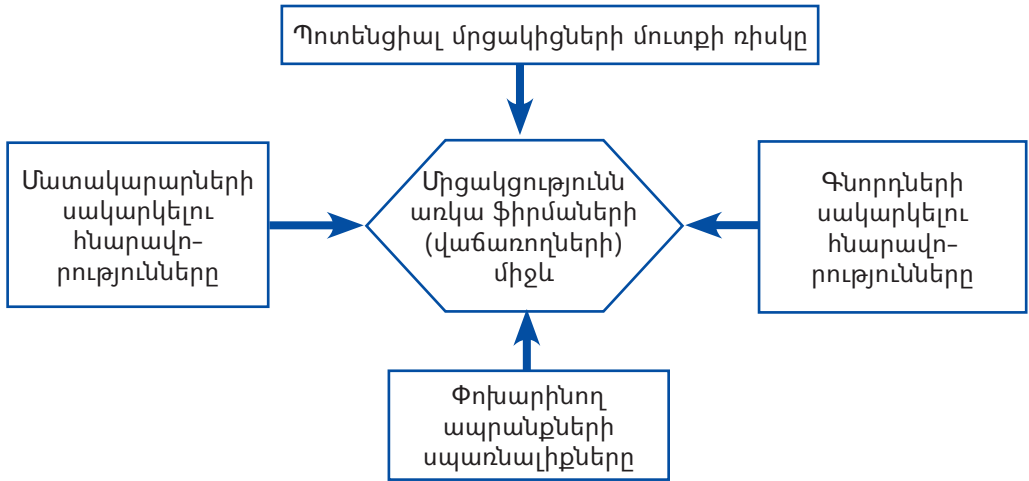 Պոտենցիալ մրցակիցների մուտքի ռիսկը
Մատակարարների
սակարկելու
հնարավո-
րությունները
Մրցակցությունն
առկա ֆիրմաների
(վաճառողների)
միջև
Գնորդների
սակարկելու
հնարավո-
րությունները
Փոխարինող
ապրանքների
սպառնալիքները